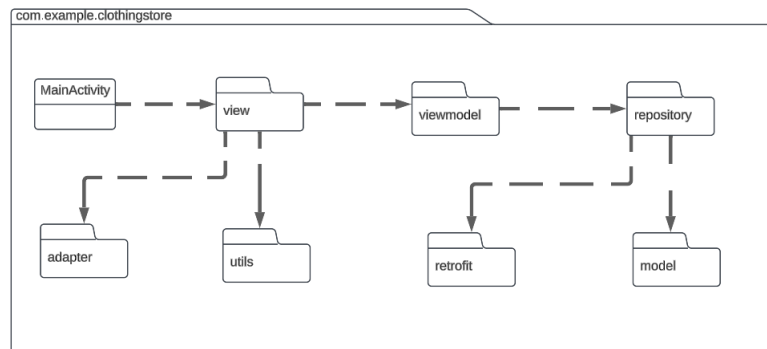 com.example.clothingstore
MainActivity
view
viewmodel
repository
adapter
utils
retrofit
model